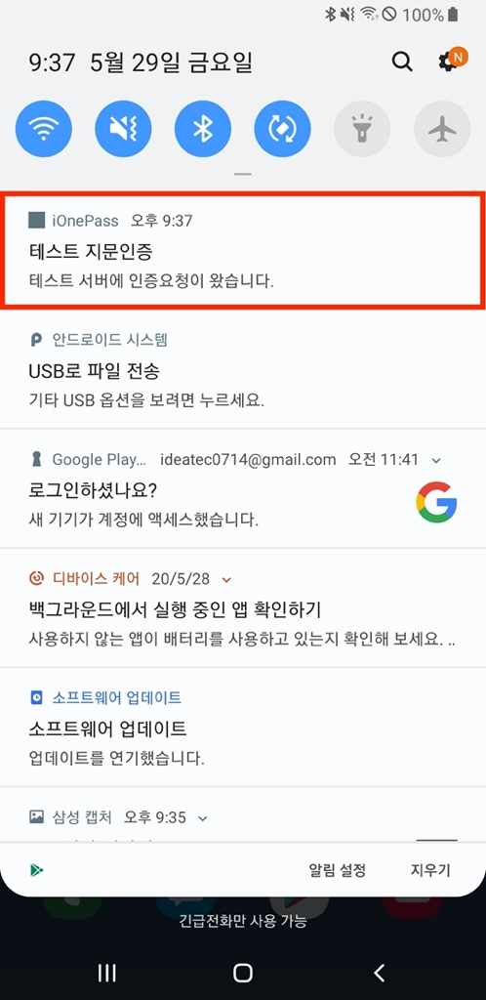 100%
9:37 5월 29일 금요일
N
iOnePass 오후 9:37
테스트 지문인증
테스트 서버에 인증요청이 왔습니다.
안드로이드 시스템
USB로 파일 전송
기타 USB 옵션을 보려면 누르세요.
Google Play... ideatec0714@gmail.com 오전 11:41
로그인하셨나요?
새 기기가 계정에 액세스했습니다.
디바이스 케어 20/5/28
백그라운드에서 실행 중인 앱 확인하기
사용하지 않는 앱이 배터리를 사용하고 있는지 확인해 보세요. ..
소프트웨어 업데이트
소프트웨어 업데이트
업데이트를 연기했습니다.
삼성 캡처 오후 9:35
알림 설정 지우기
긴급전화만 사용 가능